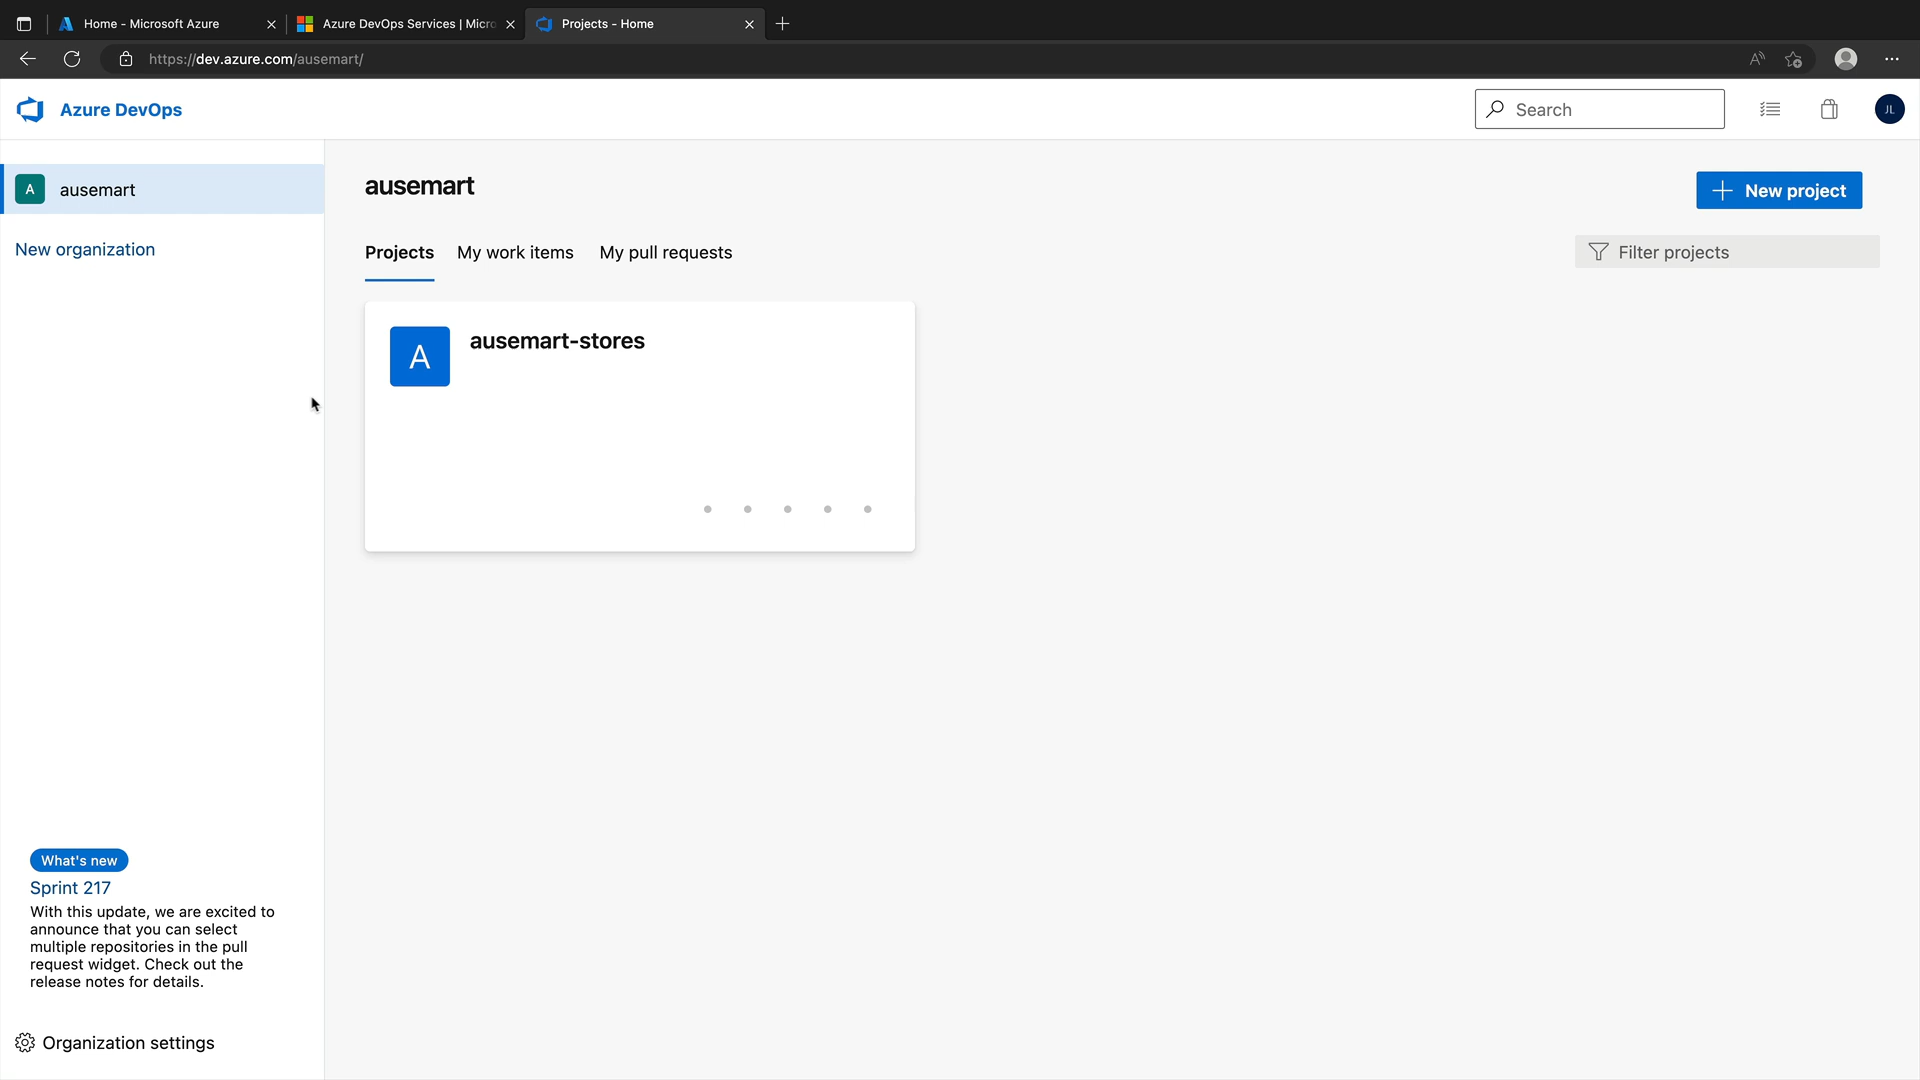 Home - Microsoft Azure
Azure DevOps Services | Micro
Projects - Home
https://dev.azure.com/ausemart/
Azure DevOps
Search
JL
A
ausemart
New organization
ausemart
New project
Projects
My work items
My pull requests
Filter projects
A
ausemart-stores
What's new
Sprint 217
With this update, we are excited to
announce that you can select
multiple repositories in the pull
request widget. Check out the
release notes for details.
Organization settings